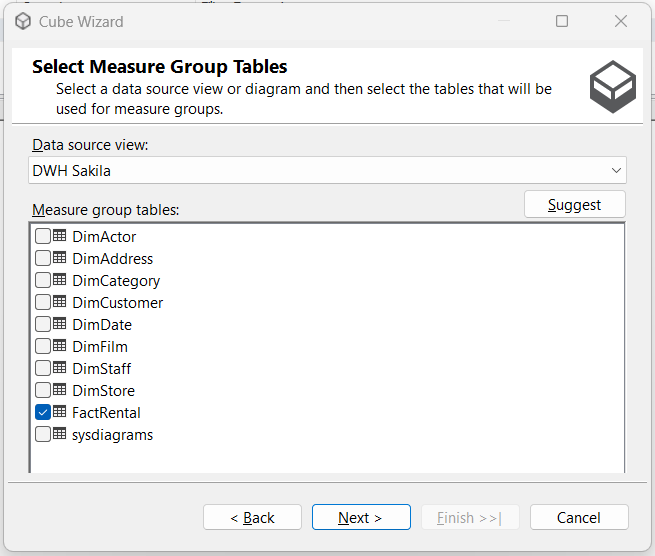 Cube Wizard
Select Measure Group Tables
Select a data source view or diagram and then select the tables that will be
used for measure groups.
Data source view:
DWH Sakila
Suggest
Measure group tables:
DimActor
DimAddress
DimCategory
DimCustomer
DimDate
DimFilm
DimStaff
DimStore
FactRental
sysdiagrams
< Back
Next >
Finish >>|
Cancel